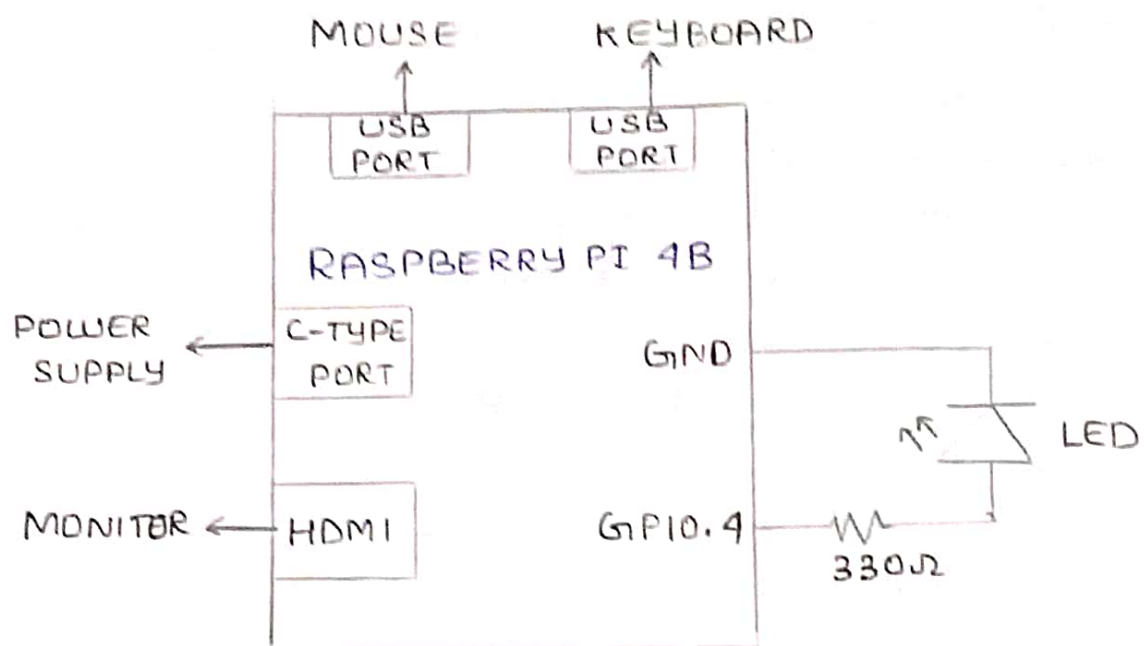 MOUSE
KEYBOARD
USB
PORT
USB
PORT
RASPBERRY PI 4B
POWER
SUPPLY
C-TYPE
PORT
GND
LED
MONITOR
HDMI
GPIO.4
330Ω